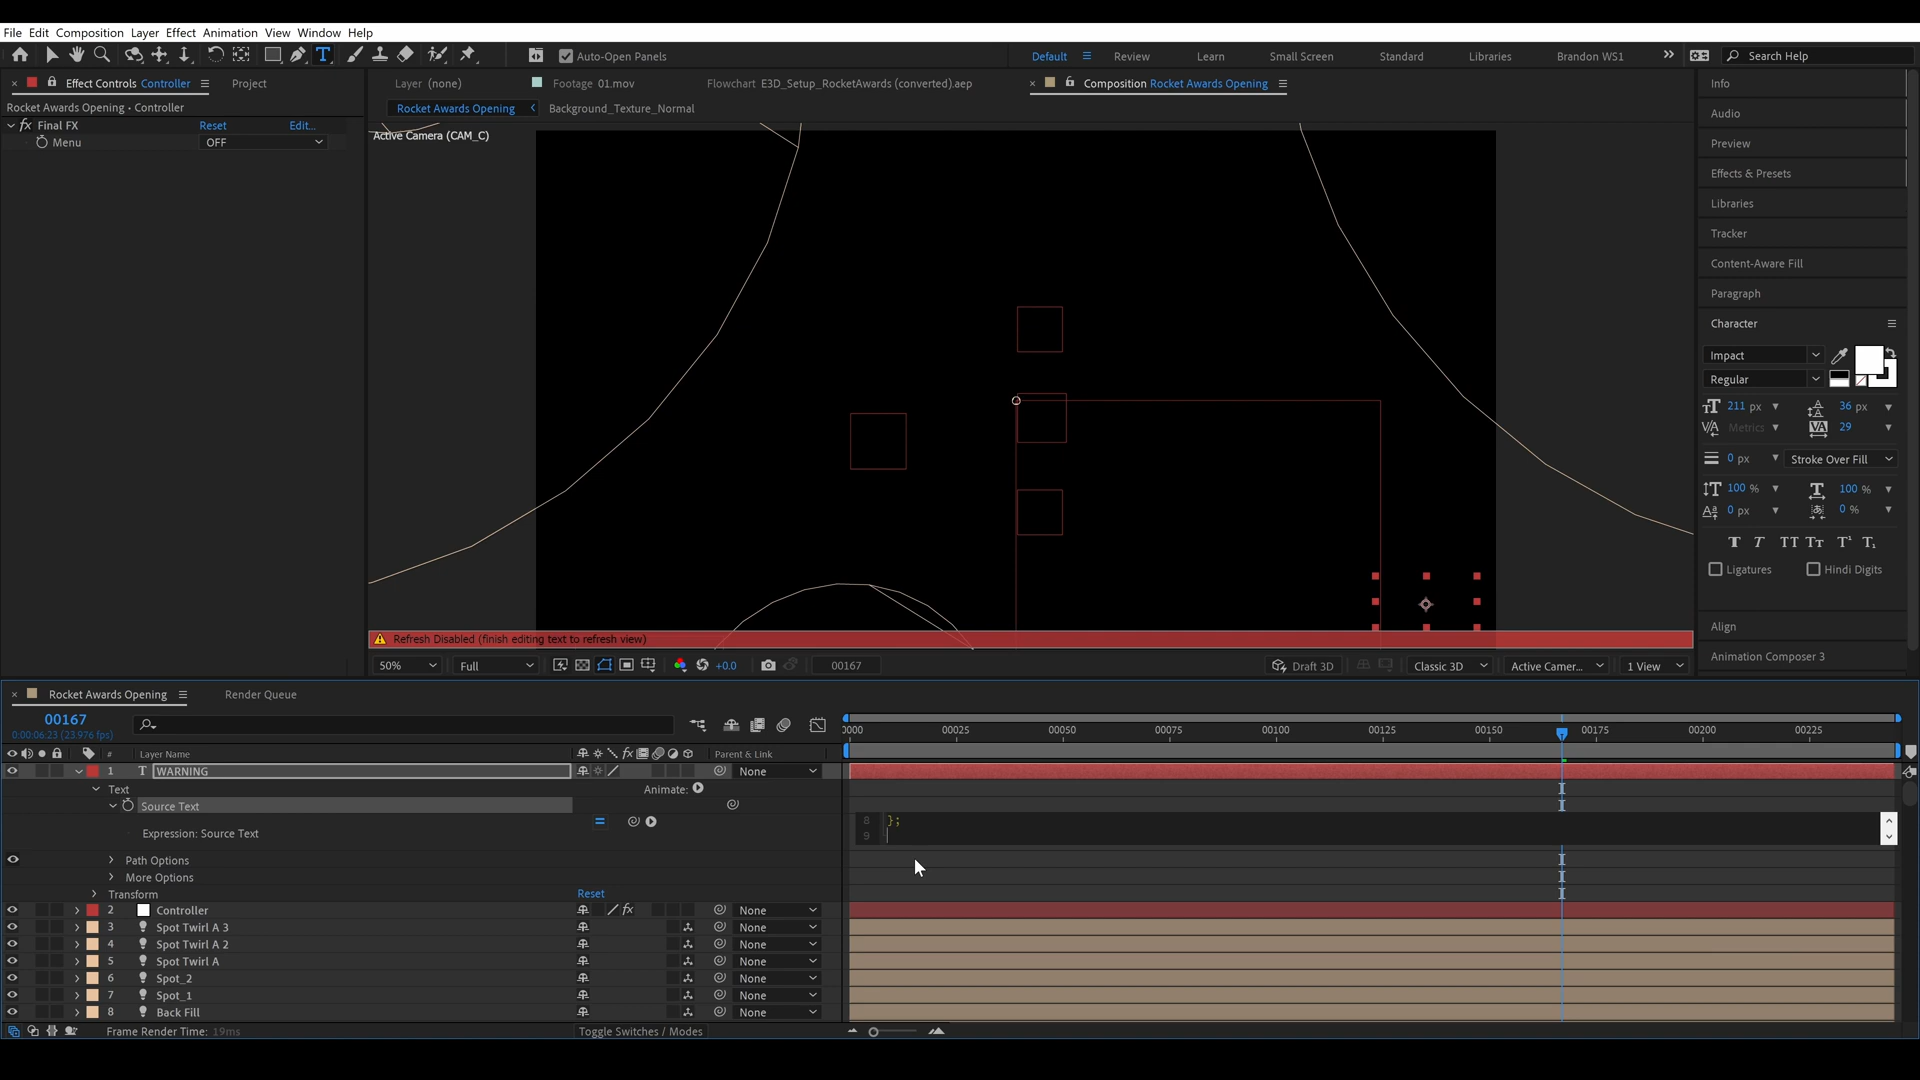 File Edit Composition Layer Effect Animation View Window Help
Auto-Open Panels Default Review Learn Small Screen Standard Libraries Brandon WS1 Search Help
Effect Controls Controller Project Layer (none) Footage 01.mov Flowchart E3D_Setup_RocketAwards (converted).aep Composition Rocket Awards Opening Info
Rocket Awards Opening • Controller Rocket Awards Opening Background_Texture_Normal Audio
fx Final FX Reset Edit...
Active Camera (CAM_C)
Menu OFF Preview
Effects & Presets
Libraries
Tracker
Content-Aware Fill
Paragraph
Character
Impact
Regular
211 px 36 px
Metrics 29
0 px Stroke Over Fill
100 % 100 %
0 px 0 %
T T TT Tт T¹ T₁
Ligatures Hindi Digits
Align
Refresh Disabled (finish editing text to refresh view)
Animation Composer 3
50% Full +0.0 00167 Draft 3D Classic 3D Active Camer... 1 View
Rocket Awards Opening Render Queue
00167
0:00:06:23 (23.976 fps)
0000 00025 00050 00075 00100 00125 00150 00175 00200 00225
# Layer Name Parent & Link
1 T WARNING None
Text Animate:
Source Text
8 };
Expression: Source Text
9
Path Options
More Options
Transform Reset
2 Controller fx None
3 Spot Twirl A 3 None
4 Spot Twirl A 2 None
5 Spot Twirl A None
6 Spot_2 None
7 Spot_1 None
8 Back Fill None
Frame Render Time: 19ms Toggle Switches / Modes